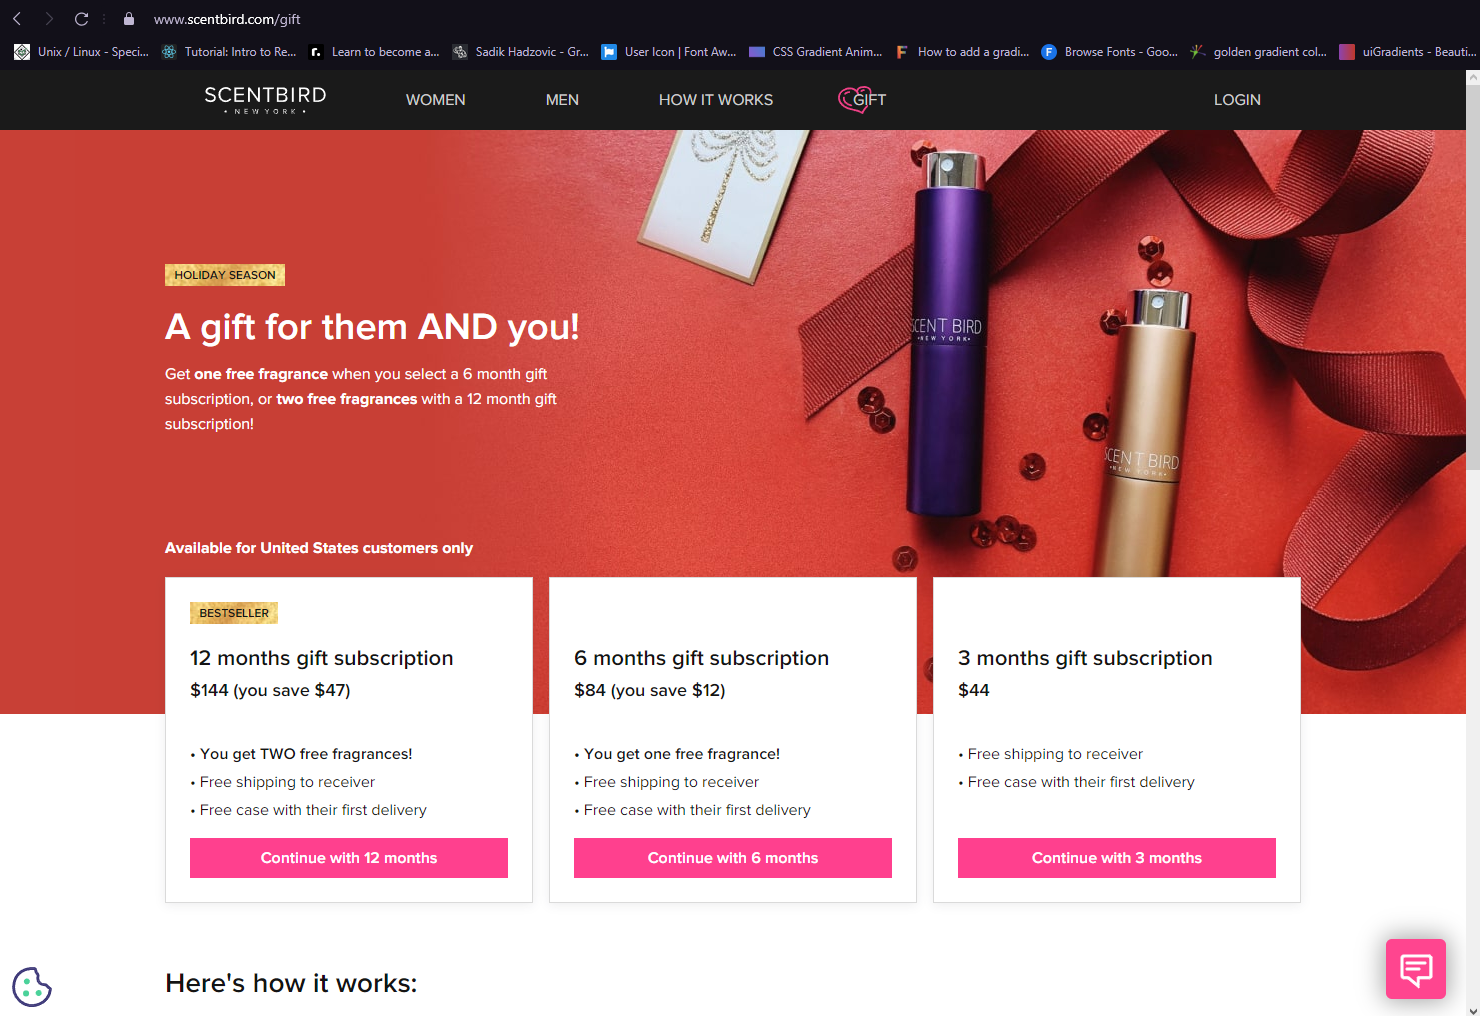 www.scentbird.com/gift
Unix / Linux - Speci...
Tutorial: Intro to Re...
Learn to become a...
Sadik Hadzovic - Gr...
User Icon | Font Aw...
CSS Gradient Anim...
How to add a gradi...
Browse Fonts - Goo...
golden gradient col...
uiGradients - Beauti...
SCENTBIRD
• NEW YORK •
WOMEN
MEN
HOW IT WORKS
GIFT
LOGIN
SCENT BIRD
•NEW YORK•
SCENT BIRD
•NEW YORK•
HOLIDAY SEASON
A gift for them AND you!
Get one free fragrance when you select a 6 month gift
subscription, or two free fragrances with a 12 month gift
subscription!
Available for United States customers only
BESTSELLER
12 months gift subscription
$144 (you save $47)
• You get TWO free fragrances!
• Free shipping to receiver
• Free case with their first delivery
Continue with 12 months
6 months gift subscription
$84 (you save $12)
• You get one free fragrance!
• Free shipping to receiver
• Free case with their first delivery
Continue with 6 months
3 months gift subscription
$44
• Free shipping to receiver
• Free case with their first delivery
Continue with 3 months
Here's how it works: